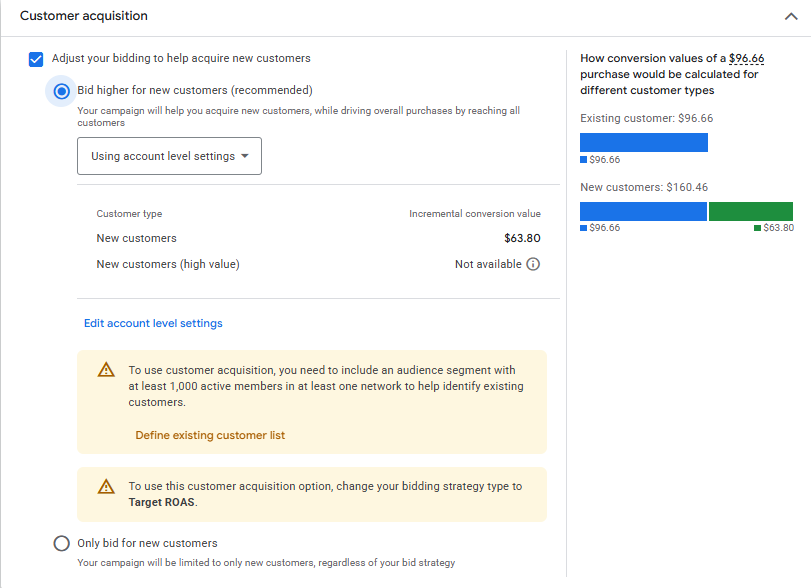 Customer acquisition
Adjust your bidding to help acquire new customers
Bid higher for new customers (recommended)
Your campaign will help you acquire new customers, while driving overall purchases by reaching all
customers
Using account level settings
Customer type
Incremental conversion value
New customers
$63.80
New customers (high value)
Not available
Edit account level settings
To use customer acquisition, you need to include an audience segment with
at least 1,000 active members in at least one network to help identify existing
customers.
Define existing customer list
To use this customer acquisition option, change your bidding strategy type to
Target ROAS.
Only bid for new customers
Your campaign will be limited to only new customers, regardless of your bid strategy
How conversion values of a $96.66
purchase would be calculated for
different customer types
Existing customer: $96.66
$96.66
New customers: $160.46
$96.66
$63.80